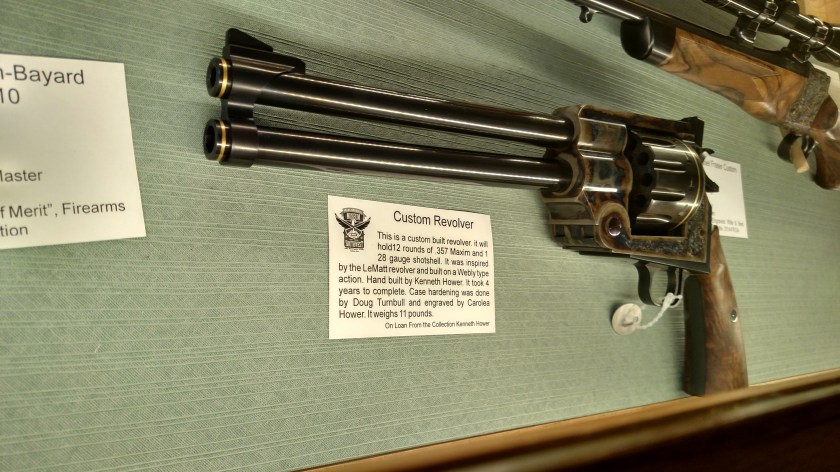 n-Bayard
10
Master
f Merit", Firearms
tion
MUSEUM
SOUTHWEST
Custom Revolver
This is a custom built revolver. it will
hold12 rounds of .357 Maxim and 1
28 gauge shotshell. It was inspired
by the LeMatt revolver and built on a Webly type
action. Hand built by Kenneth Hower. It took 4
years to complete. Case hardening was done
by Doug Turnbull and engraved by Carolea
Hower. It weighs 11 pounds.
On Loan From the Collection Kenneth Hower
Custom